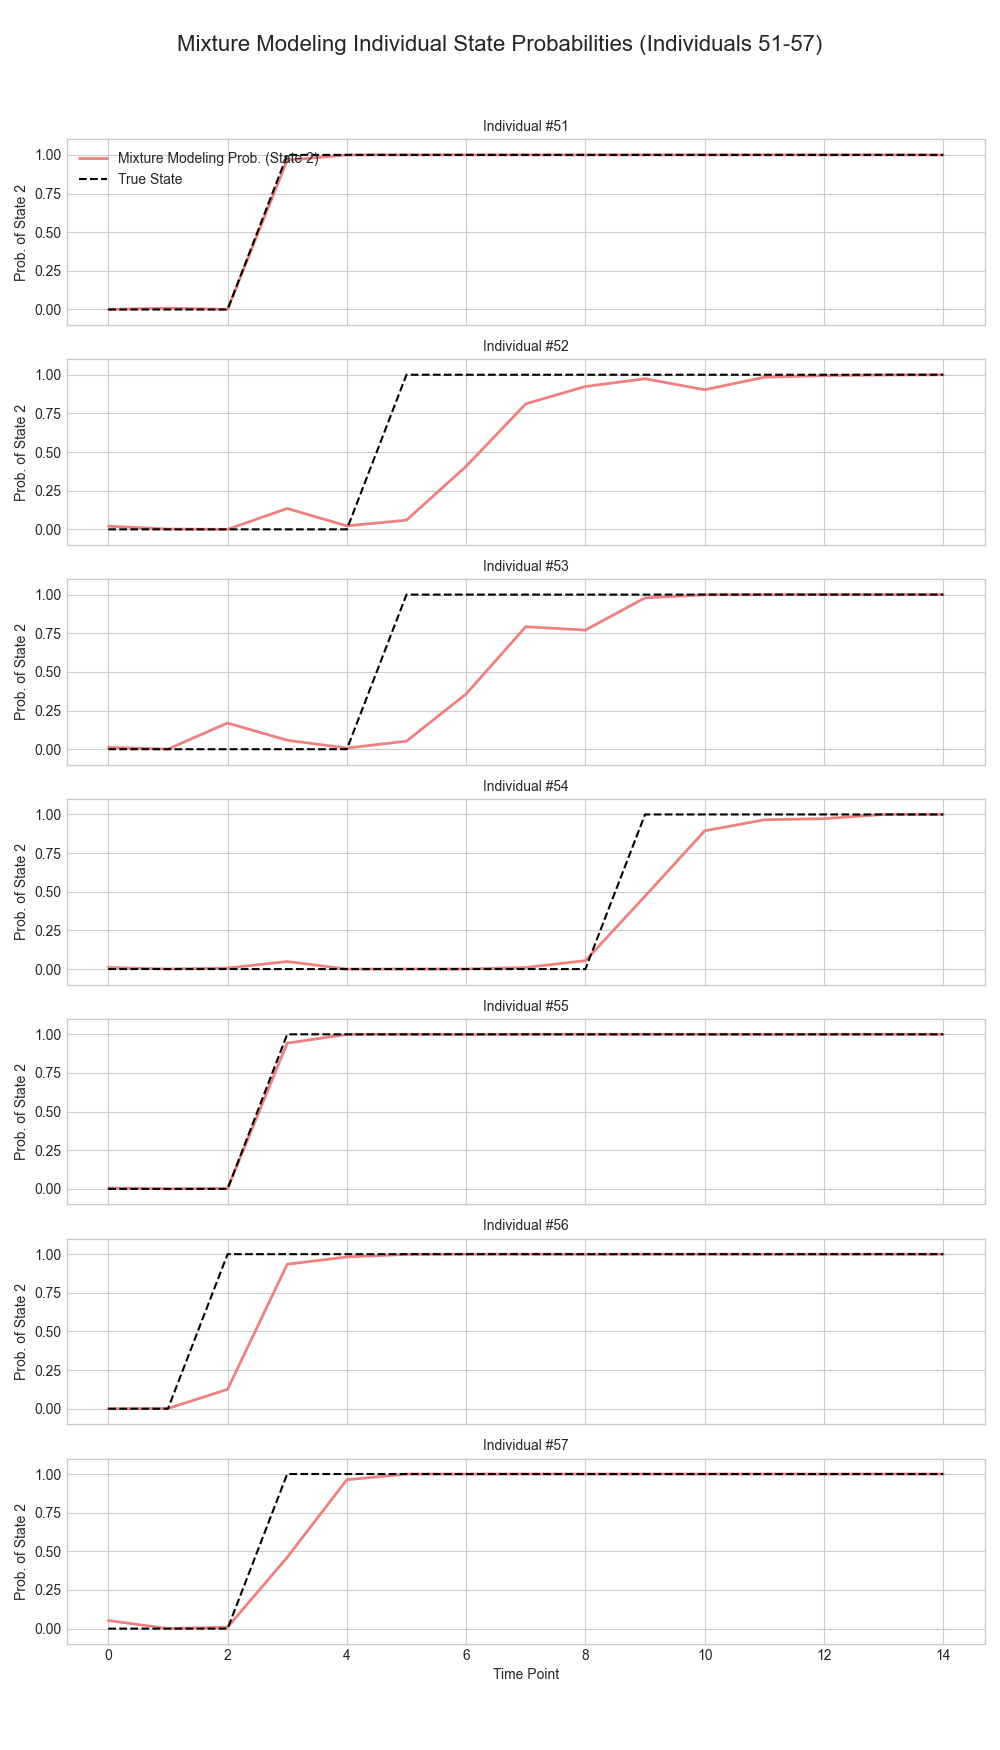 Mixture Modeling Individual State Probabilities (Individuals 51-57)
Individual #51
Mixture Modeling Prob. (State 2)
True State
Prob. of State 2
1.00
0.75
0.50
0.25
0.00
Individual #52
Prob. of State 2
1.00
0.75
0.50
0.25
0.00
Individual #53
Prob. of State 2
1.00
0.75
0.50
0.25
0.00
Individual #54
Prob. of State 2
1.00
0.75
0.50
0.25
0.00
Individual #55
Prob. of State 2
1.00
0.75
0.50
0.25
0.00
Individual #56
Prob. of State 2
1.00
0.75
0.50
0.25
0.00
Individual #57
Prob. of State 2
1.00
0.75
0.50
0.25
0.00
0 2 4 6 8 10 12 14
Time Point